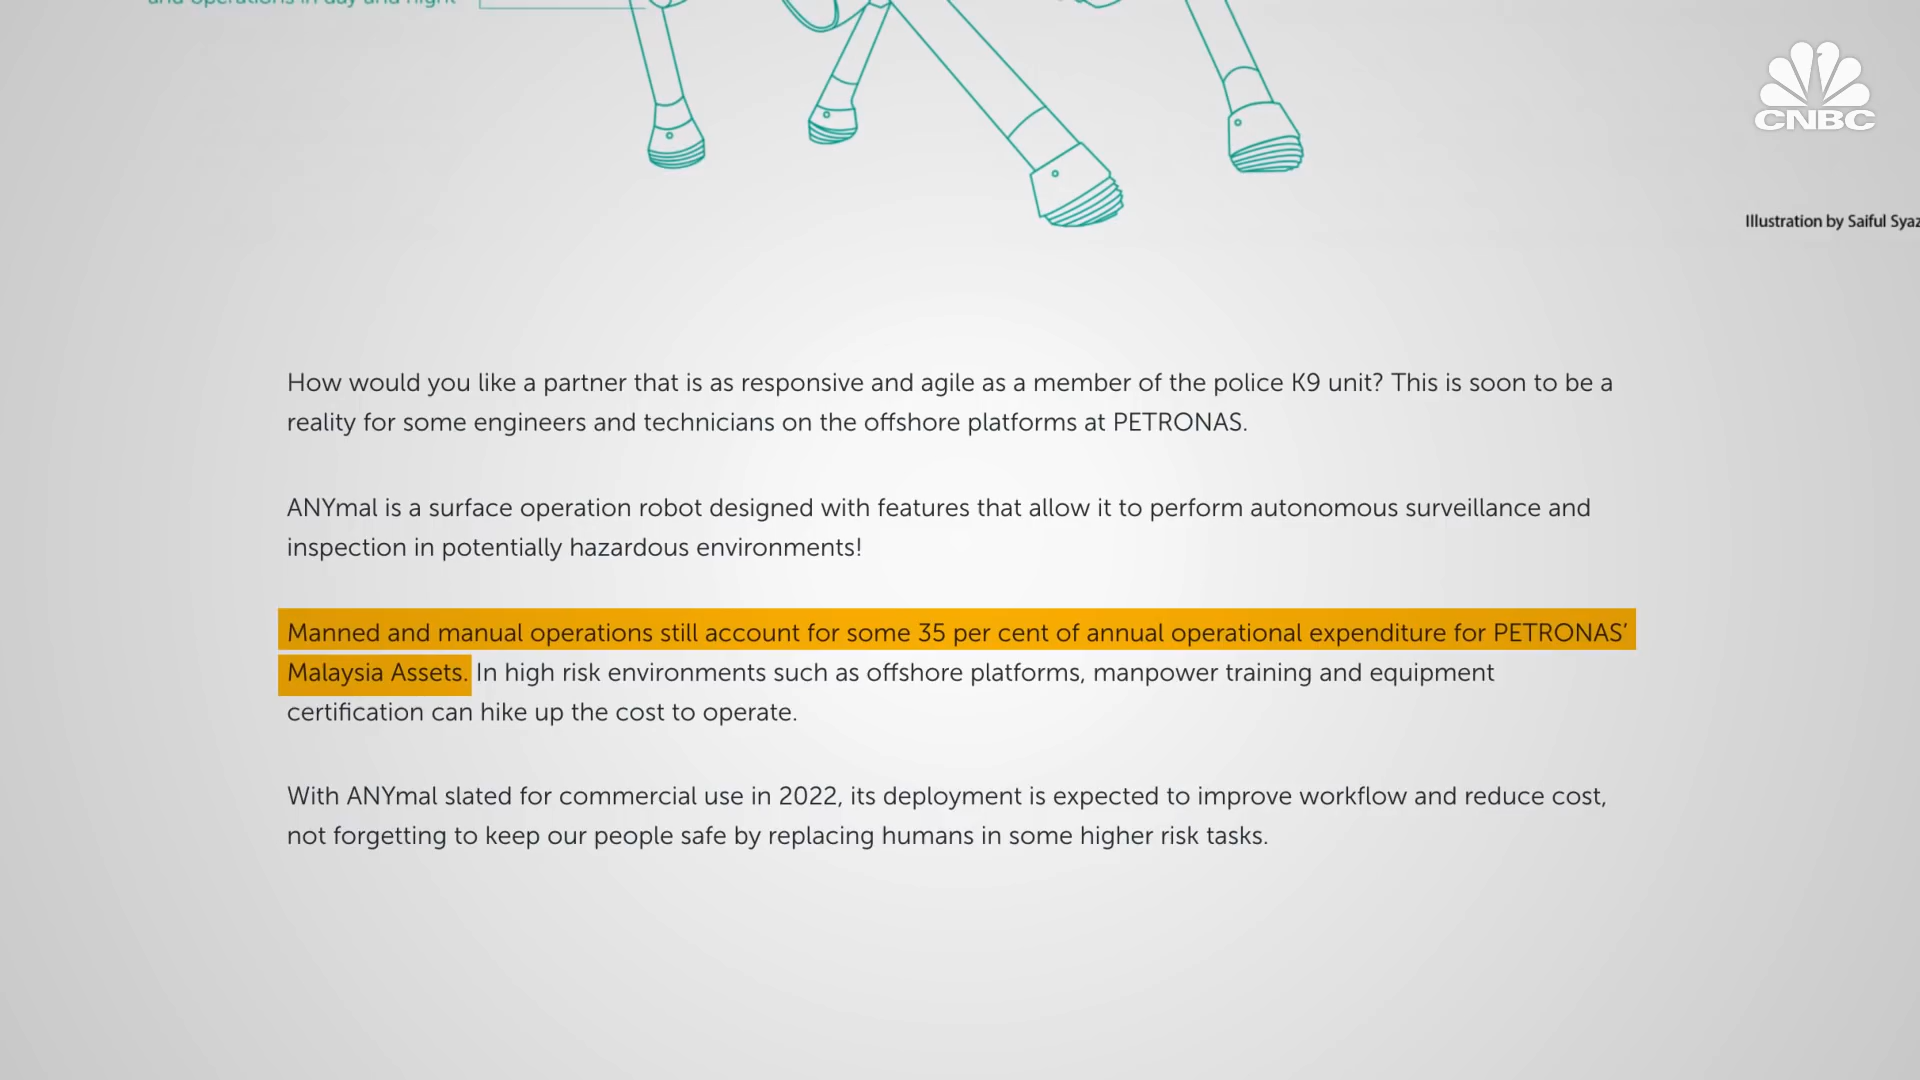 and operations in day and night
CNBC
Illustration by Saiful
How would you like a partner that is as responsive and agile as a member of the police K9 unit? This is soon to be a
reality for some engineers and technicians on the offshore platforms at PETRONAS.
ANYmal is a surface operation robot designed with features that allow it to perform autonomous surveillance and
inspection in potentially hazardous environments!
Manned and manual operations still account for some 35 per cent of annual operational expenditure for PETRONAS’
Malaysia Assets. In high risk environments such as offshore platforms, manpower training and equipment
certification can hike up the cost to operate.
With ANYmal slated for commercial use in 2022, its deployment is expected to improve workflow and reduce cost,
not forgetting to keep our people safe by replacing humans in some higher risk tasks.